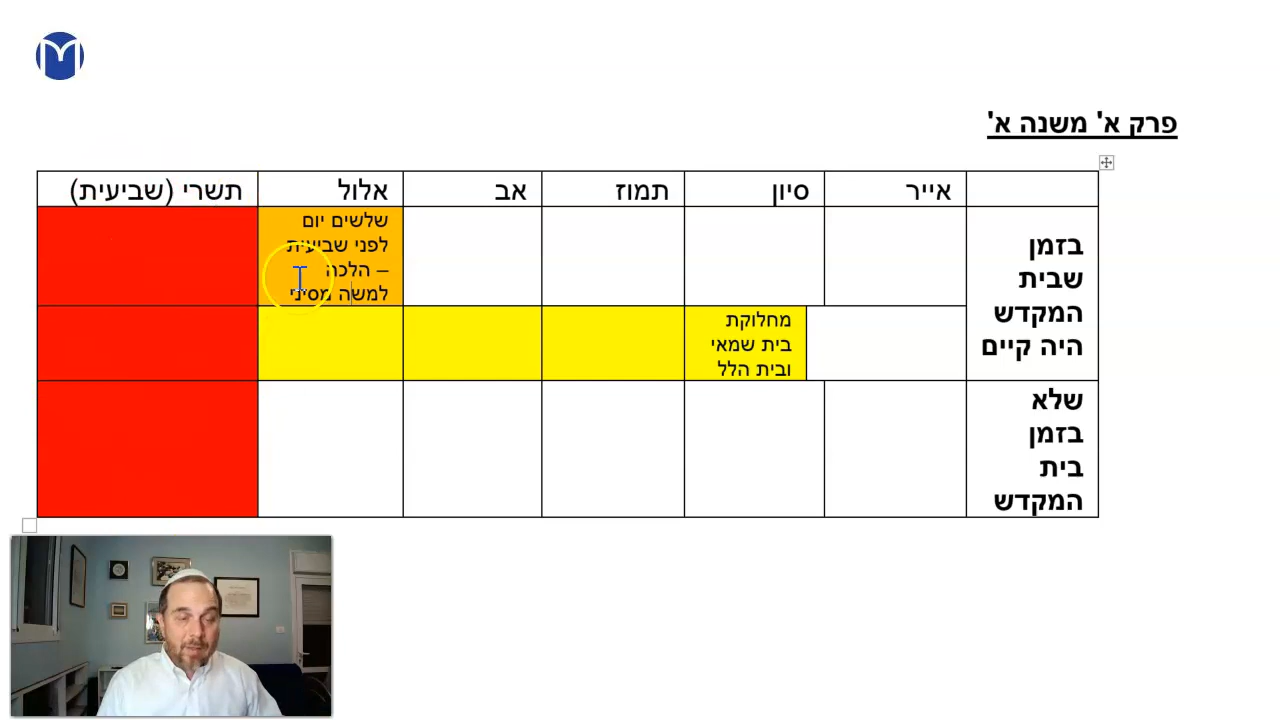 פרק א' משנה א'
אייר
סיון
תמוז
אב
אלול
תשרי (שביעית)
בזמן
שבית
המקדש
היה קיים
שלשים יום
לפני שביעית
– הלכה
למשה מסיני
מחלוקת
בית שמאי
ובית הלל
שלא
בזמן
בית
המקדש